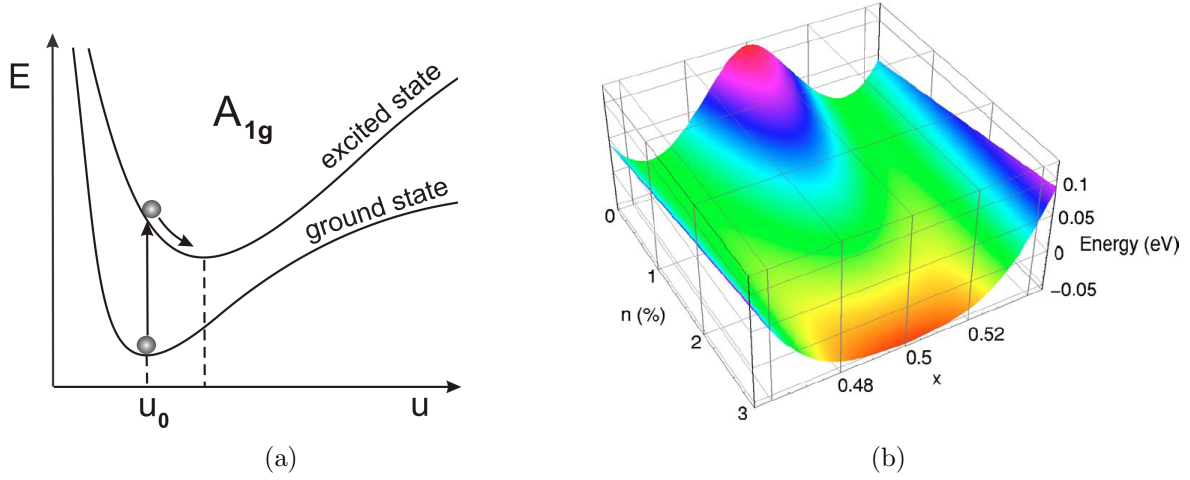 E
A1g
excited state
ground state
u0
u
(a)
0
1
n (%)
2
3
0.48
x
0.5
0.52
0.1
0.05
0
Energy (eV)
−0.05
(b)